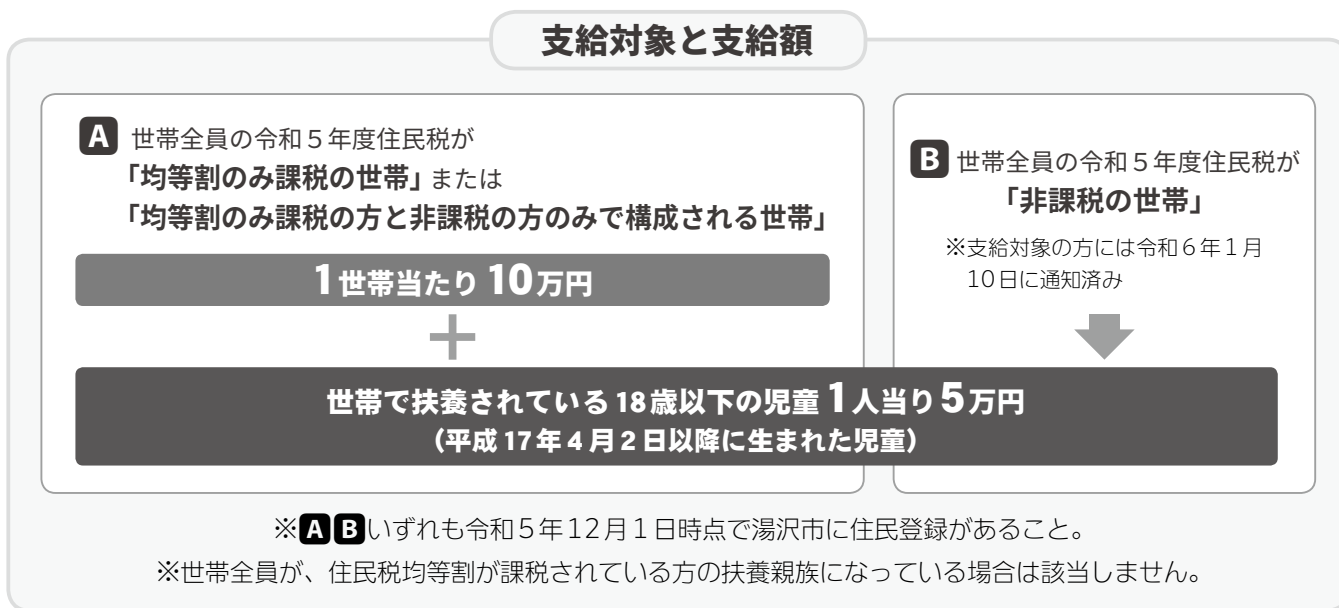 支給対象と支給額
A 世帯全員の令和５年度住民税が
「均等割のみ課税の世帯」または
「均等割のみ課税の方と非課税の方のみで構成される世帯」
1世帯当たり 10万円
＋
B 世帯全員の令和５年度住民税が
「非課税の世帯」
※支給対象の方には令和６年１月
10日に通知済み
世帯で扶養されている18歳以下の児童1人当り5万円
（平成17年4月2日以降に生まれた児童）
※ABいずれも令和５年12月１日時点で湯沢市に住民登録があること。
※世帯全員が、住民税均等割が課税されている方の扶養親族になっている場合は該当しません。